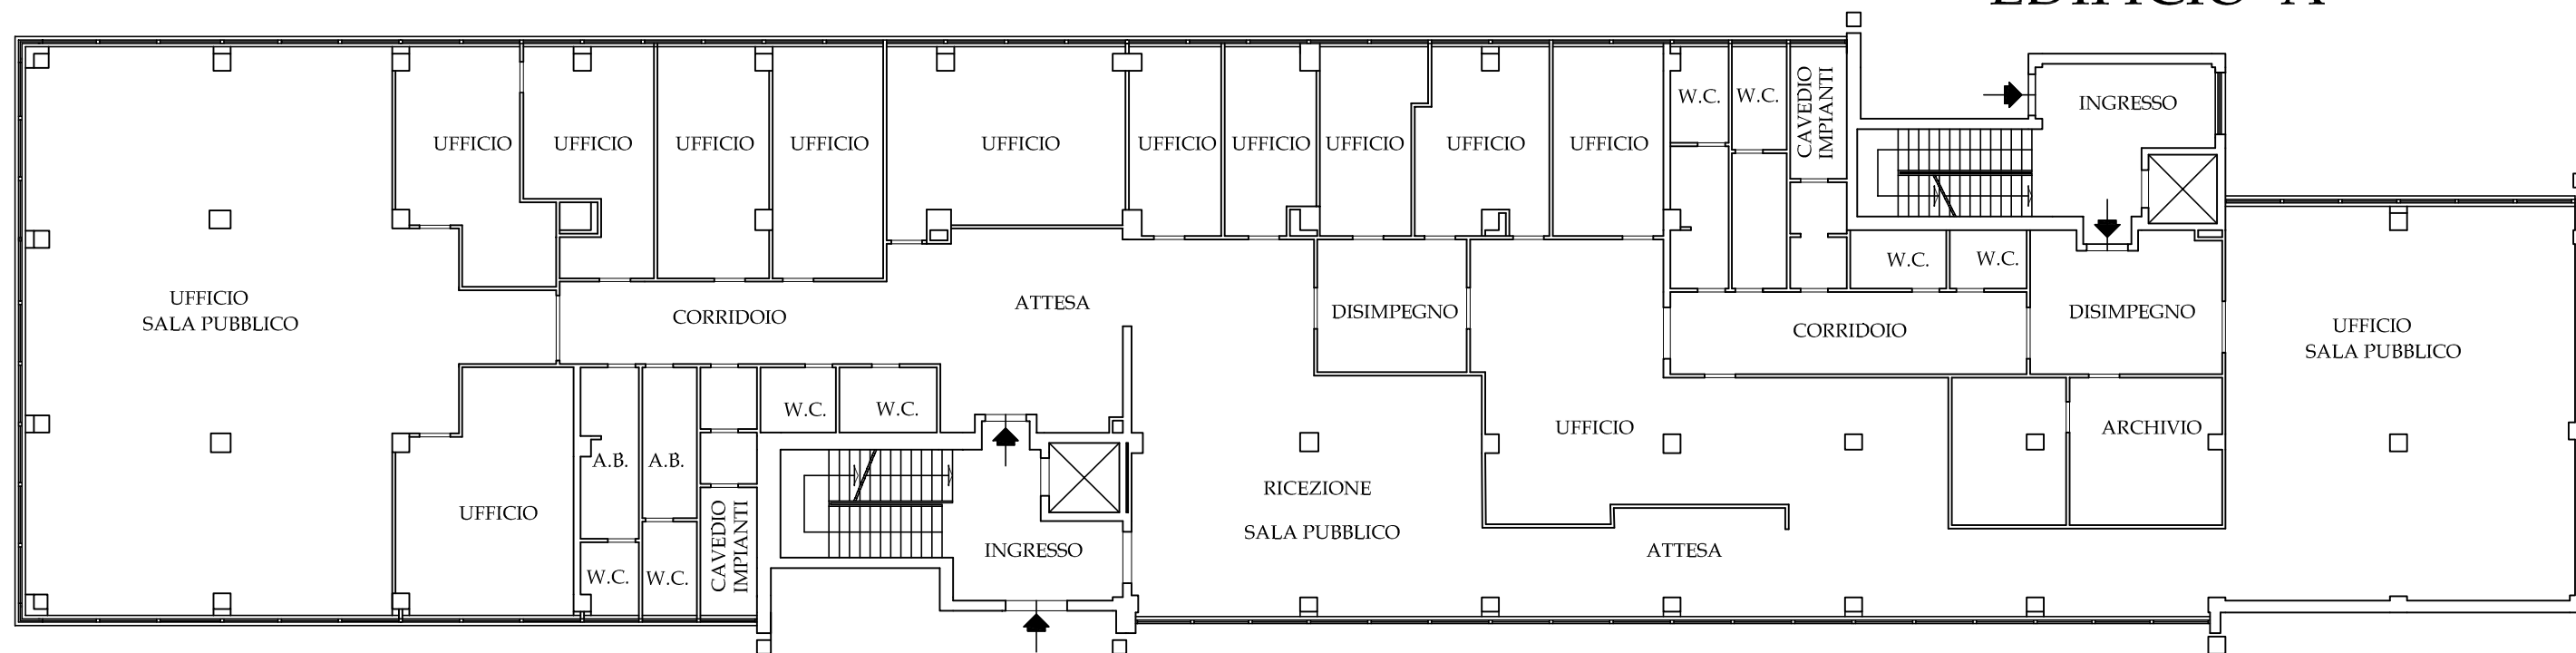 EDIFICIO "A"
W.C.
W.C.
CAVEDIO
IMPIANTI
INGRESSO
UFFICIO
UFFICIO
UFFICIO
UFFICIO
UFFICIO
UFFICIO
UFFICIO
UFFICIO
UFFICIO
UFFICIO
W.C.
W.C.
UFFICIO
SALA PUBBLICO
CORRIDOIO
ATTESA
DISIMPEGNO
CORRIDOIO
DISIMPEGNO
UFFICIO
SALA PUBBLICO
W.C.
W.C.
UFFICIO
ARCHIVIO
A.B.
A.B.
RICEZIONE
SALA PUBBLICO
UFFICIO
CAVEDIO
IMPIANTI
INGRESSO
ATTESA
W.C.
W.C.